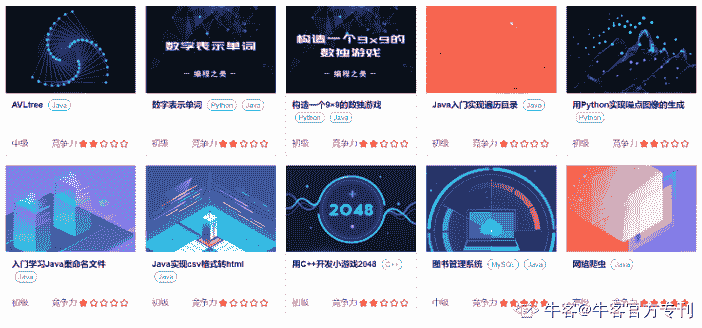 数字表示单词
— 编程之美 —
构造一个9×9的
数独游戏
— 编程之美 —
AVLtree Java
中级 竞争力
数字表示单词 Python Java
初级 竞争力
构造一个9*9的数独游戏
Python Java
初级 竞争力
Java入门实现遍历目录 Java
初级 竞争力
用Python实现噪点图像的生成
Python
初级 竞争力
2048
入门学习Java重命名文件
Java
初级 竞争力
Java实现csv格式转html
Java
初级 竞争力
用C++开发小游戏2048 C++
初级 竞争力
图书管理系统 MySQL Java
中级 竞争力
网络爬虫 Java
牛客@牛客官方专刊